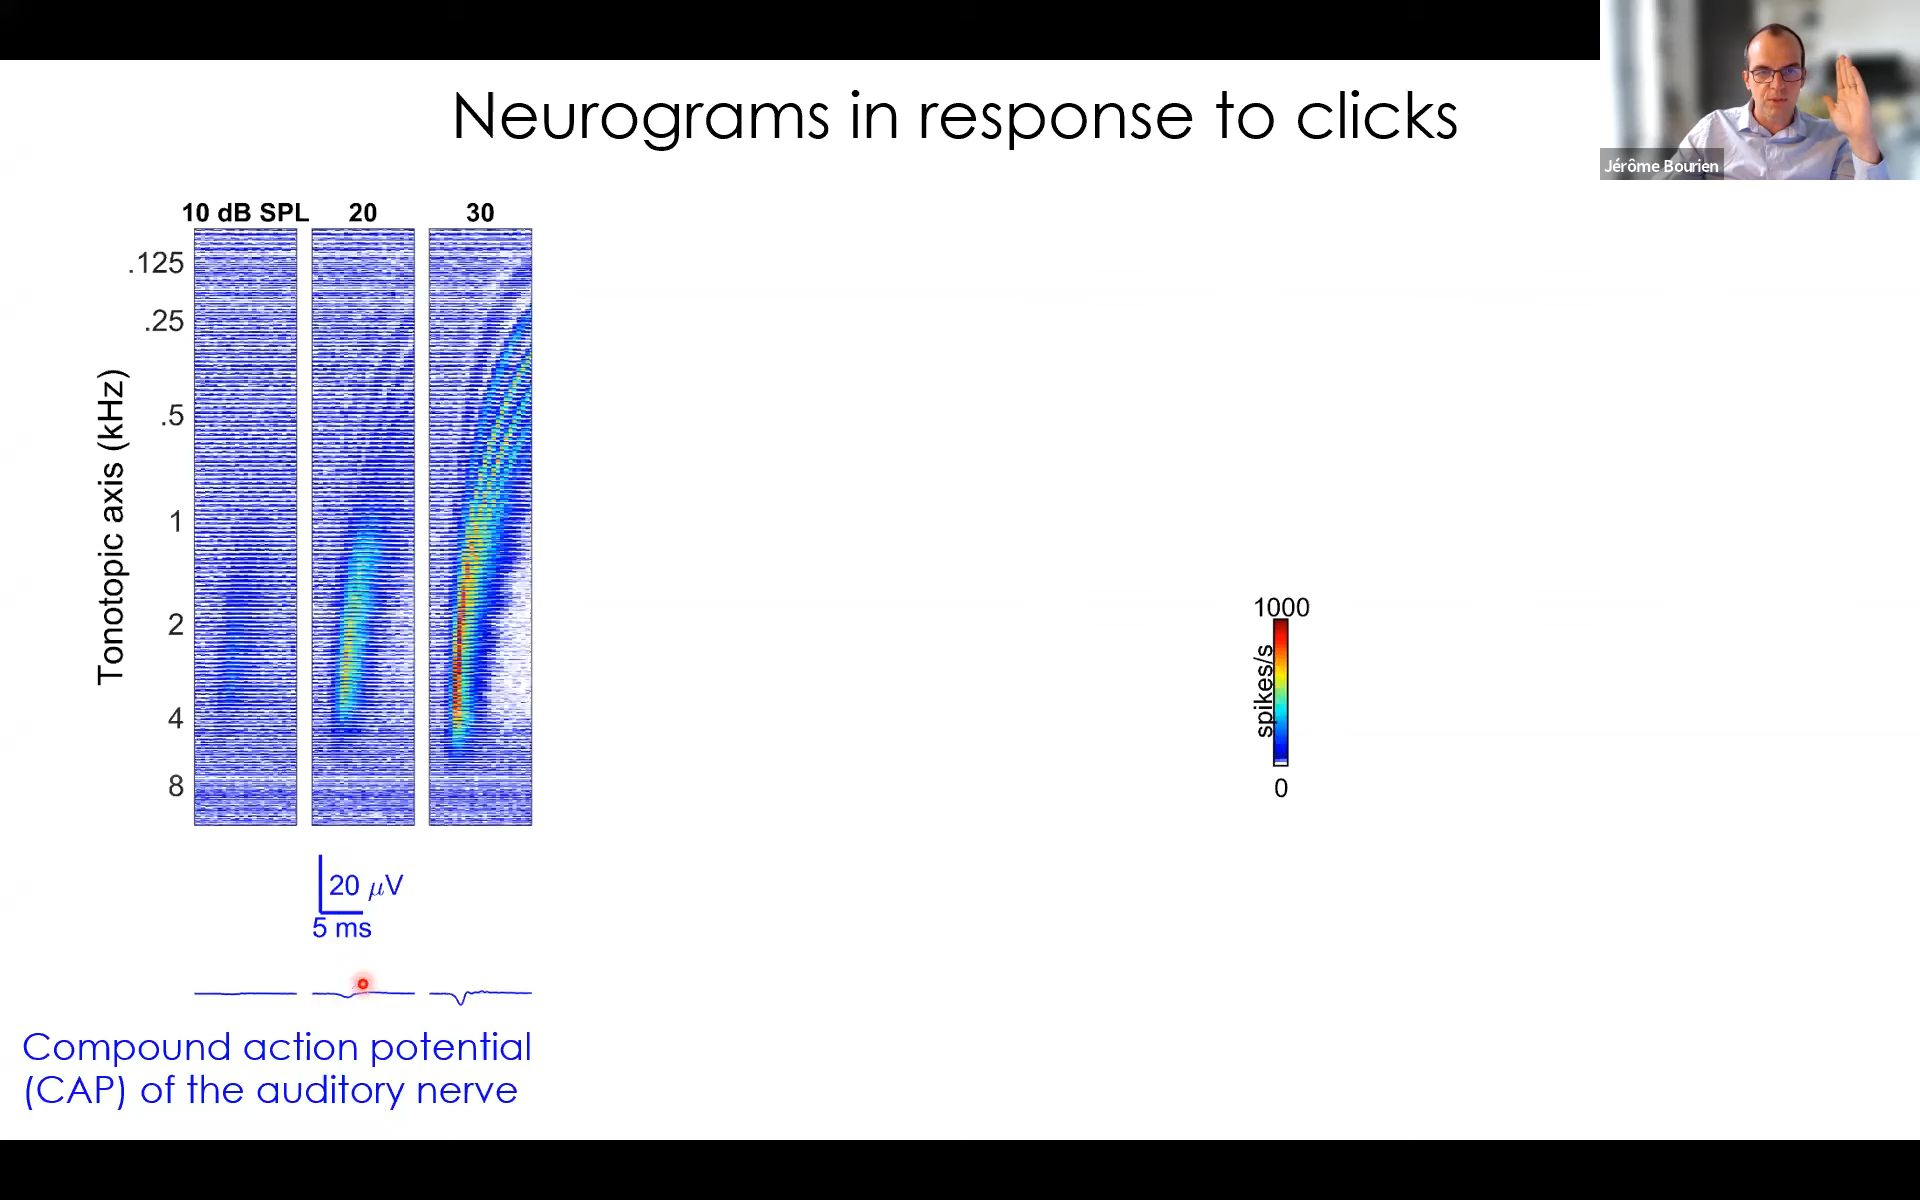 Neurograms in response to clicks
Jérôme Bourien
10 dB SPL 20 30
.125
.25
.5
1
2
4
8
Tonotopic axis (kHz)
1000
spikes/s
0
20 μV
5 ms
Compound action potential
(CAP) of the auditory nerve